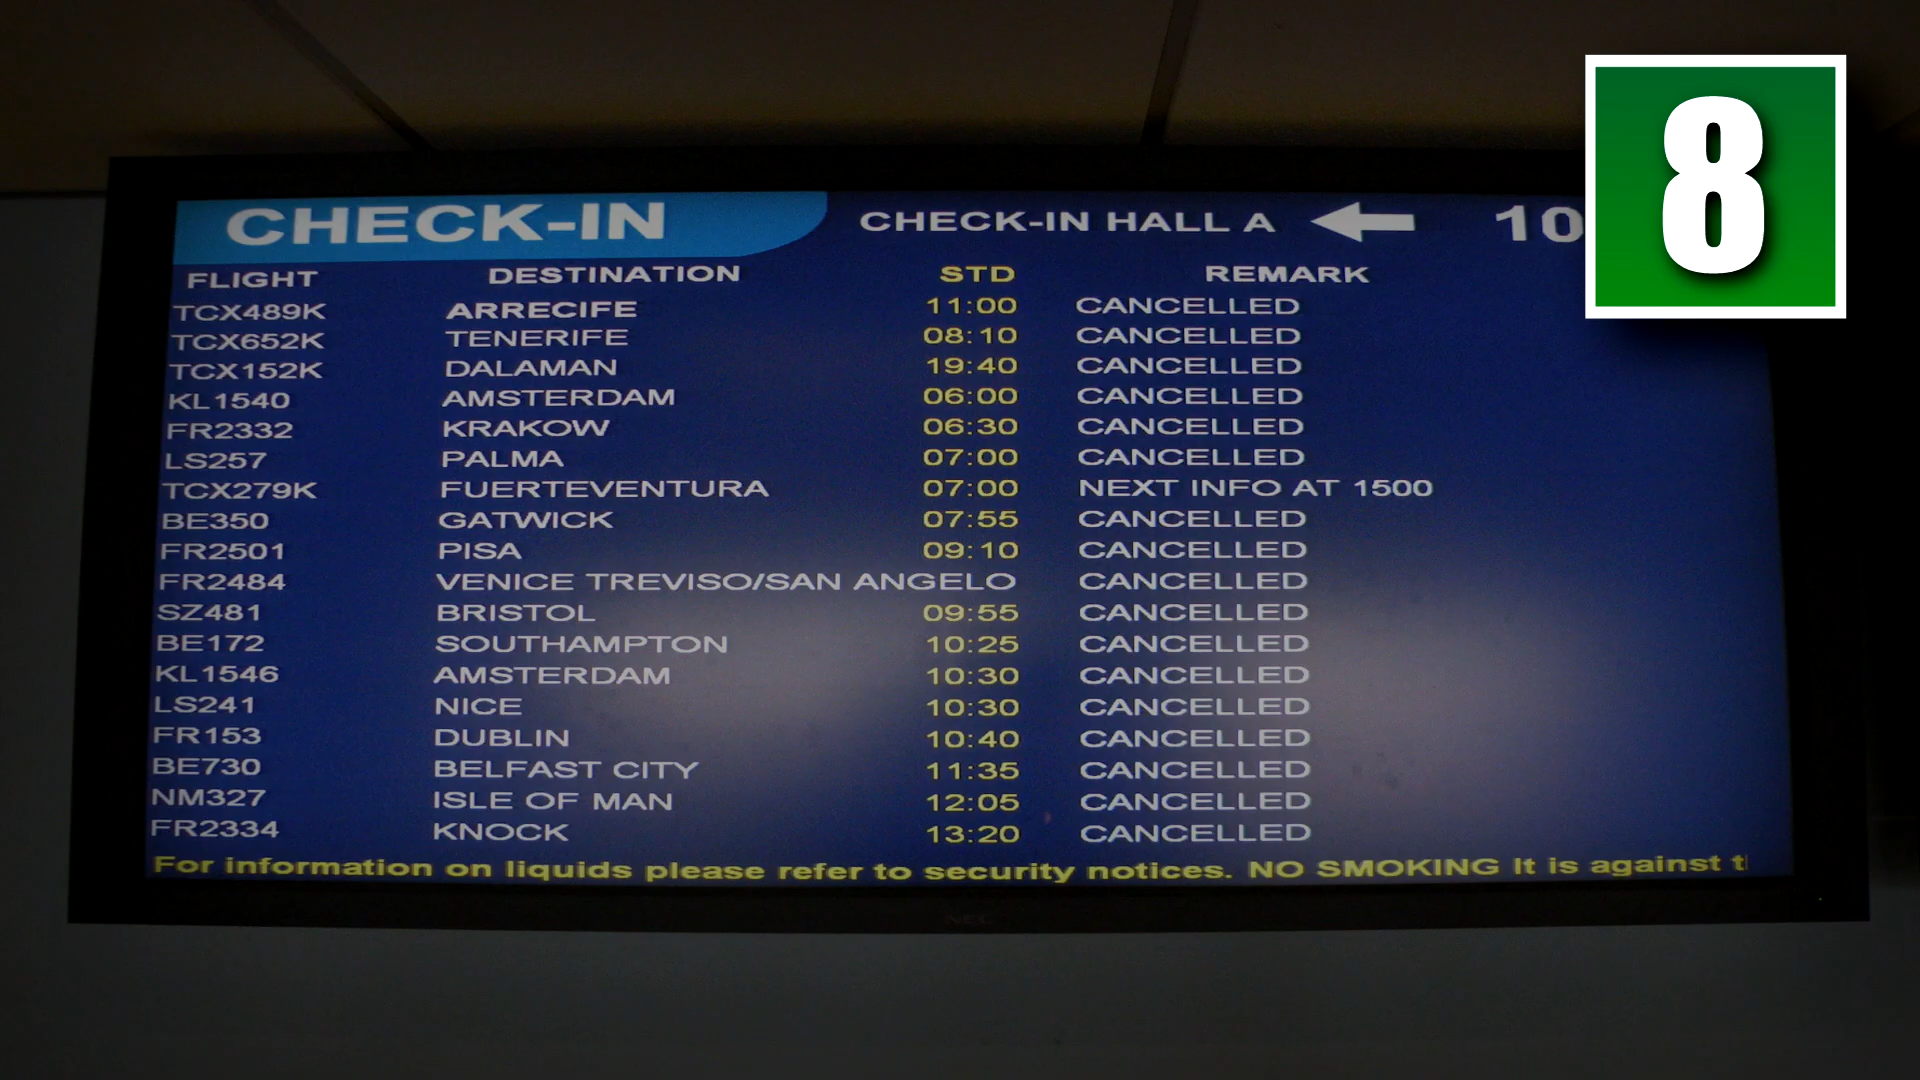 CHECK-IN CHECK-IN HALL A 10
8
FLIGHT DESTINATION STD REMARK
TCX489K ARRECIFE 11:00 CANCELLED
TCX652K TENERIFE 08:10 CANCELLED
TCX152K DALAMAN 19:40 CANCELLED
KL1540 AMSTERDAM 06:00 CANCELLED
FR2332 KRAKOW 06:30 CANCELLED
LS257 PALMA 07:00 CANCELLED
TCX279K FUERTEVENTURA 07:00 NEXT INFO AT 1500
BE350 GATWICK 07:55 CANCELLED
FR2501 PISA 09:10 CANCELLED
FR2484 VENICE TREVISO/SAN ANGELO CANCELLED
SZ481 BRISTOL 09:55 CANCELLED
BE172 SOUTHAMPTON 10:25 CANCELLED
KL1546 AMSTERDAM 10:30 CANCELLED
LS241 NICE 10:30 CANCELLED
FR153 DUBLIN 10:40 CANCELLED
BE730 BELFAST CITY 11:35 CANCELLED
NM327 ISLE OF MAN 12:05 CANCELLED
FR2334 KNOCK 13:20 CANCELLED
For information on liquids please refer to security notices. NO SMOKING It is against t
NEC